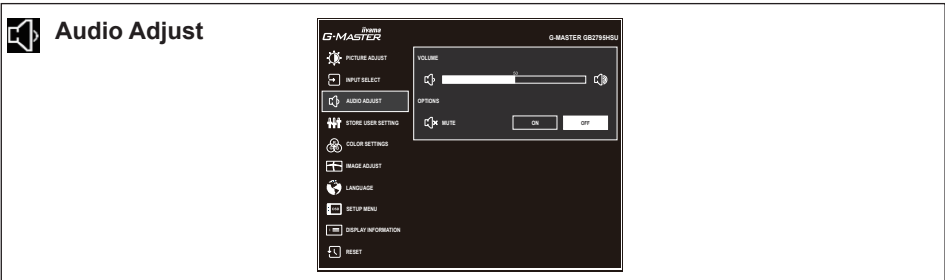 Audio Adjust
iiyama
G-MASTER
G-MASTER GB2795HSU
PICTURE ADJUST
INPUT SELECT
AUDIO ADJUST
STORE USER SETTING
COLOR SETTINGS
IMAGE ADJUST
LANGUAGE
SETUP MENU
DISPLAY INFORMATION
RESET
VOLUME
50
OPTIONS
MUTE
ON
OFF